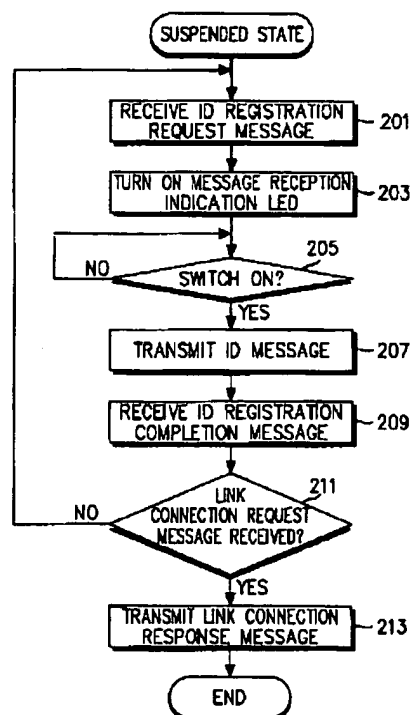 SUSPENDED STATE
RECEIVE ID REGISTRATION
REQUEST MESSAGE
201
TURN ON MESSAGE RECEPTION
INDICATION LED
203
205
SWITCH ON?
NO
YES
TRANSMIT ID MESSAGE
207
RECEIVE ID REGISTRATION
COMPLETION MESSAGE
209
211
LINK
CONNECTION REQUEST
MESSAGE RECEIVED?
NO
YES
TRANSMIT LINK CONNECTION
RESPONSE MESSAGE
213
END